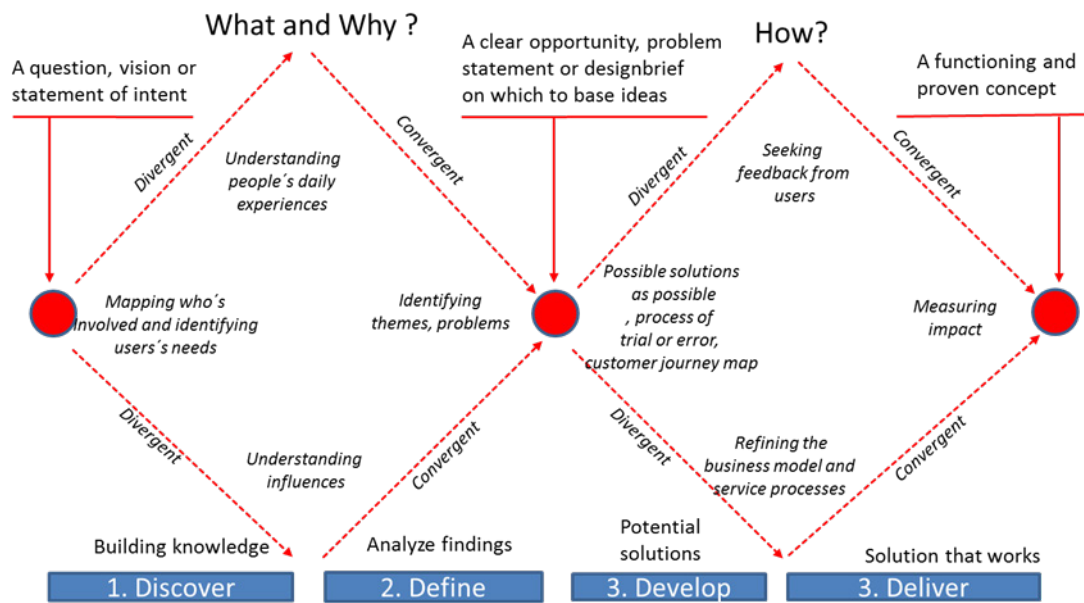 What and Why ?
How?
A question, vision or
statement of intent
A clear opportunity, problem
statement or designbrief
on which to base ideas
A functioning and
proven concept
Divergent
Convergent
Divergent
Convergent
Understanding
people´s daily
experiences
Seeking
feedback from
users
Mapping who´s
Involved and identifying
users´s needs
Identifying
themes, problems
Possible solutions
as possible
, process of
trial or error,
customer journey map
Measuring
impact
Divergent
Convergent
Divergent
Convergent
Understanding
influences
Refining the
business model and
service processes
Building knowledge
Analyze findings
Potential
solutions
Solution that works
1. Discover
2. Define
3. Develop
3. Deliver